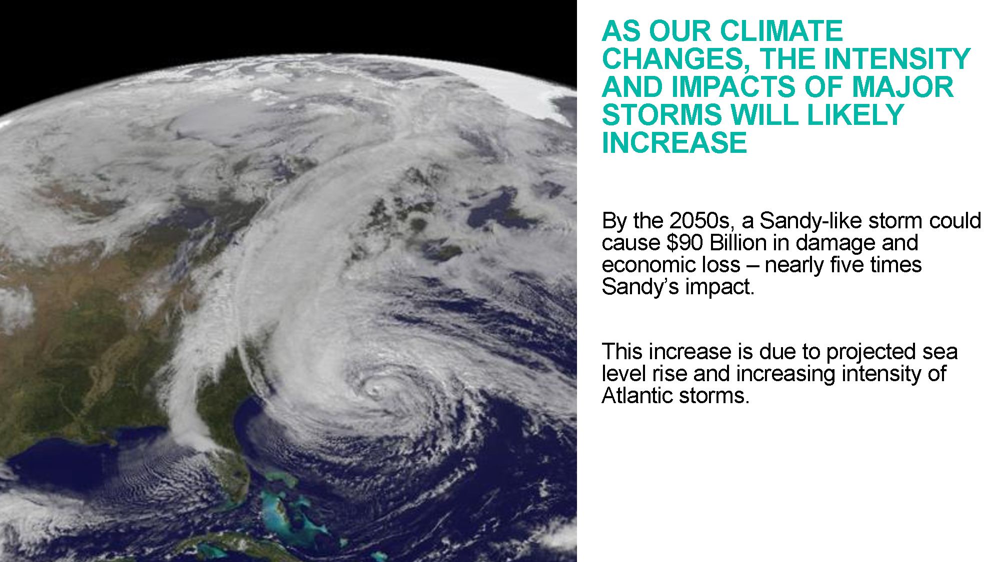 AS OUR CLIMATE
CHANGES, THE INTENSITY
AND IMPACTS OF MAJOR
STORMS WILL LIKELY
INCREASE
By the 2050s, a Sandy-like storm could
cause $90 Billion in damage and
economic loss – nearly five times
Sandy’s impact.
This increase is due to projected sea
level rise and increasing intensity of
Atlantic storms.